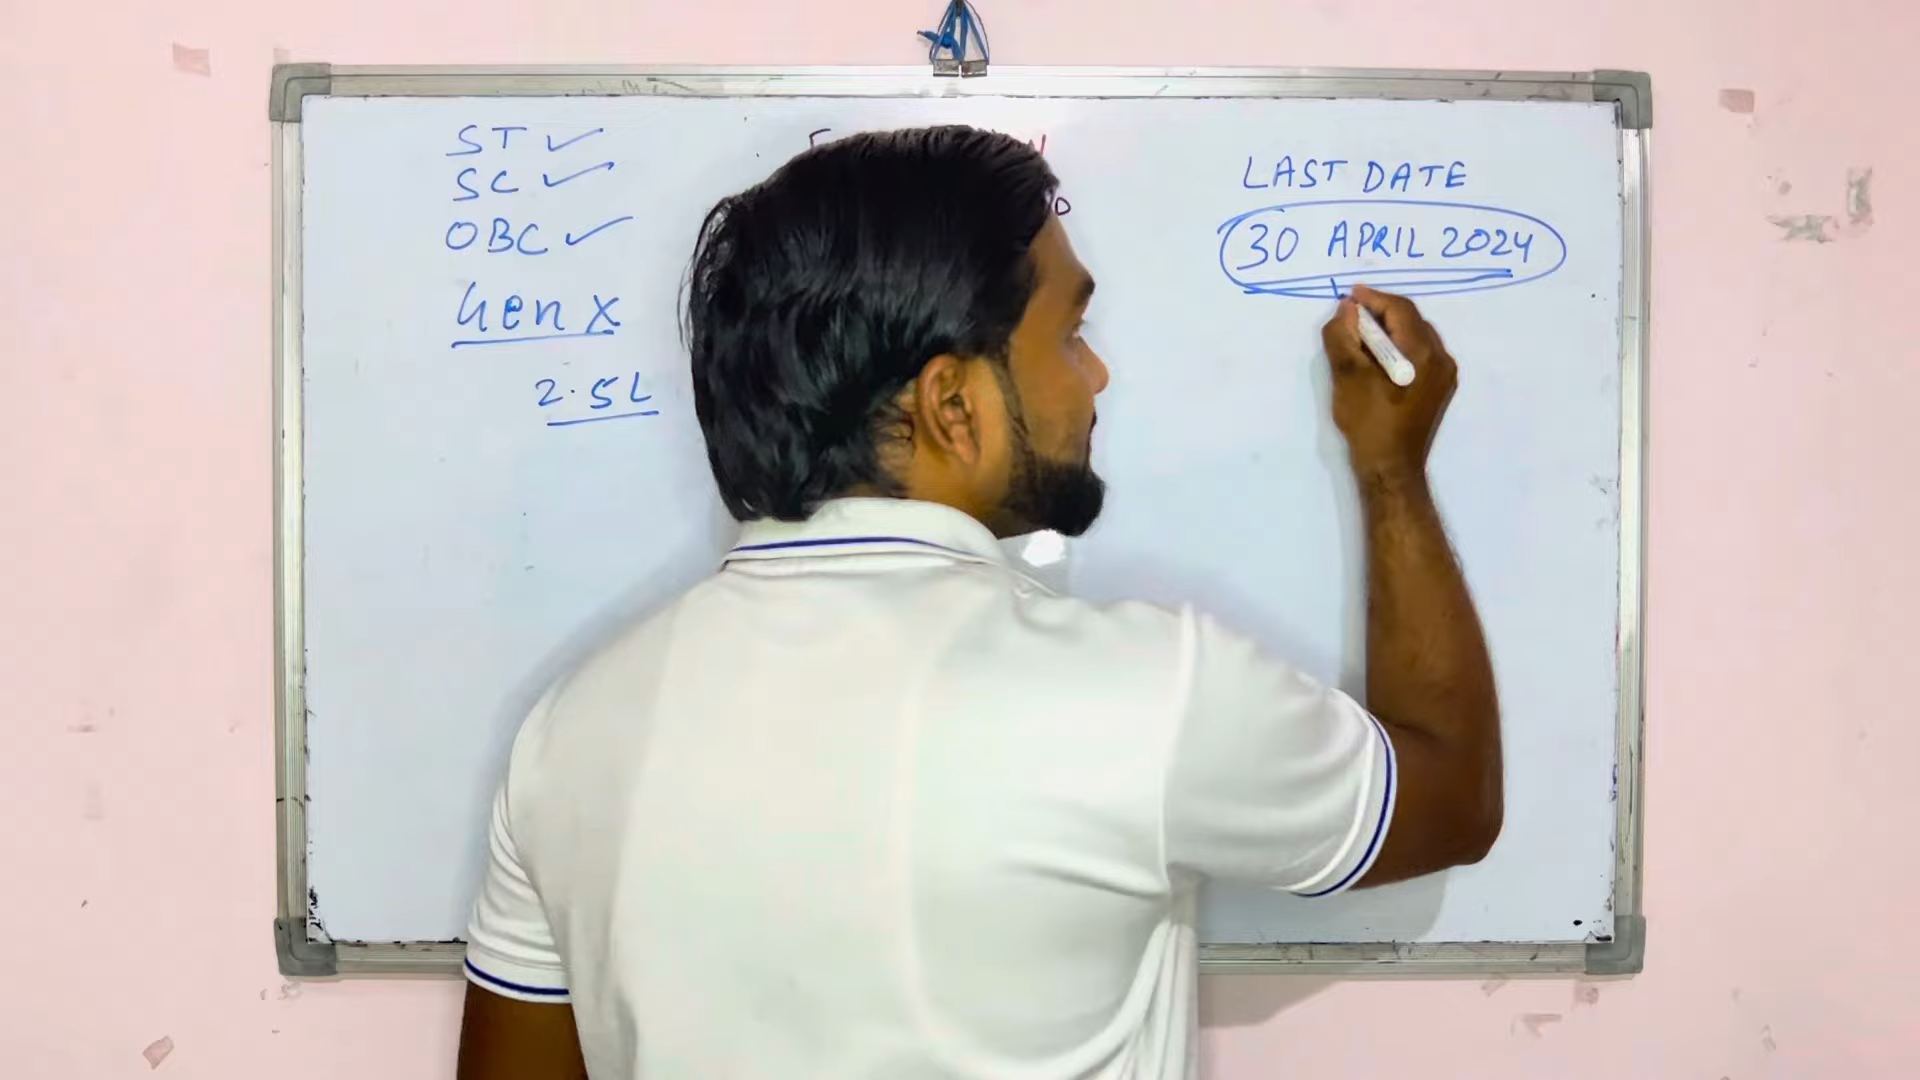 ST ✓
SC ✓
OBC ✓
Gen x
2.5L
LAST DATE
30 APRIL 2024